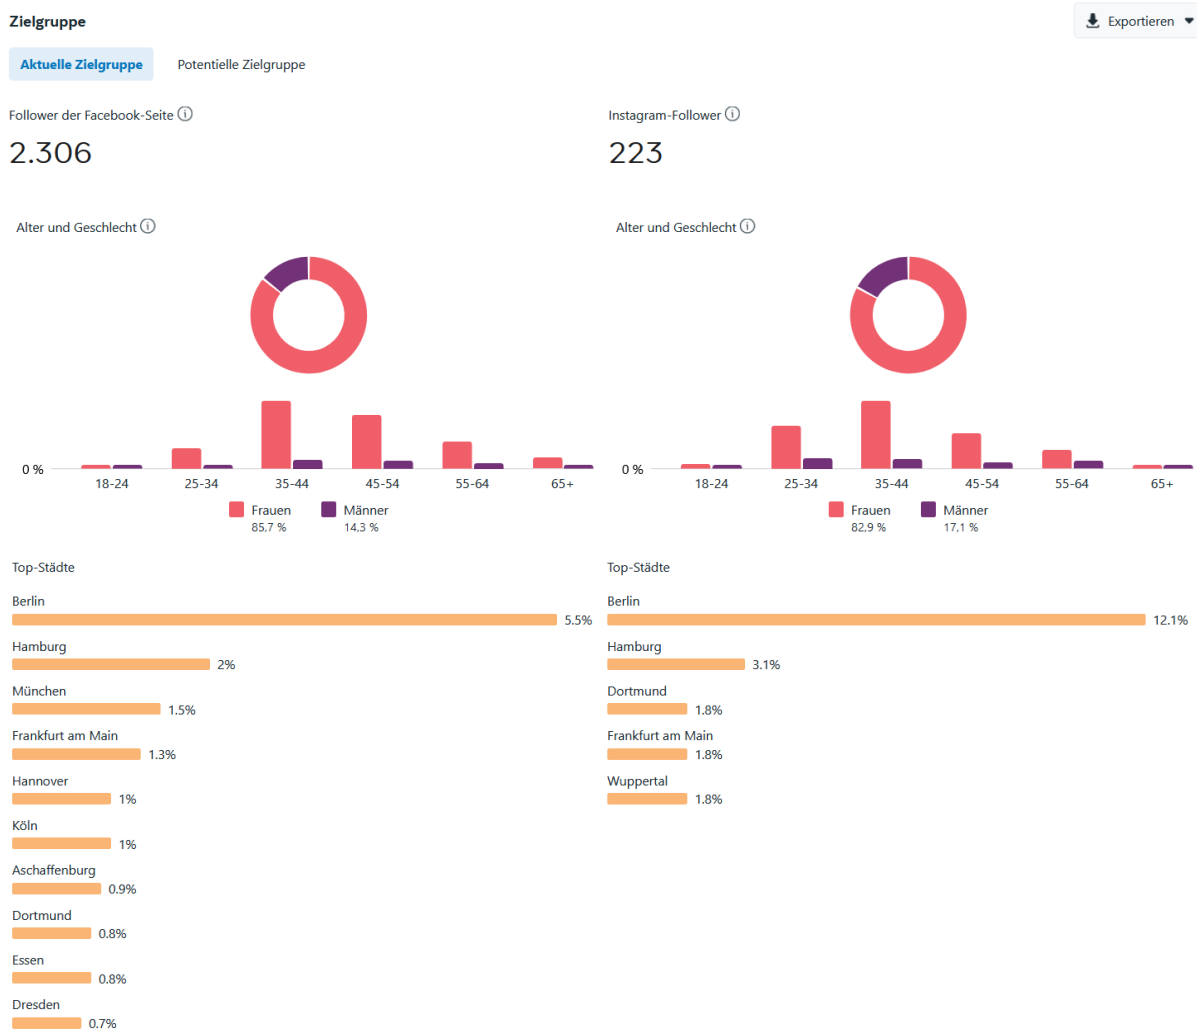 Zielgruppe
Exportieren
Aktuelle Zielgruppe
Potentielle Zielgruppe
Follower der Facebook-Seite
2.306
Alter und Geschlecht
0 %
18-24 25-34 35-44 45-54 55-64 65+
Frauen Männer
85,7 % 14,3 %
Top-Städte
Berlin
5.5%
Hamburg
2%
München
1.5%
Frankfurt am Main
1.3%
Hannover
1%
Köln
1%
Aschaffenburg
0.9%
Dortmund
0.8%
Essen
0.8%
Dresden
0.7%
Instagram-Follower
223
Alter und Geschlecht
0 %
18-24 25-34 35-44 45-54 55-64 65+
Frauen Männer
82,9 % 17,1 %
Top-Städte
Berlin
12.1%
Hamburg
3.1%
Dortmund
1.8%
Frankfurt am Main
1.8%
Wuppertal
1.8%